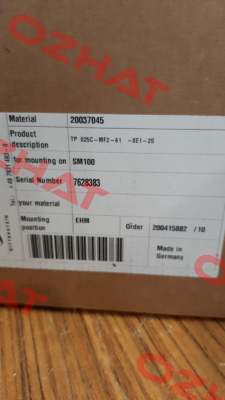 OZHAT
Material 20037045
Product description TP 025C-MF2-61 -0E1-2S
for mounting on SM100
Serial Number 7628383
your material
Mounting position EHM Order 200415882 /10
Made in Germany
OZHAT
OZHAT